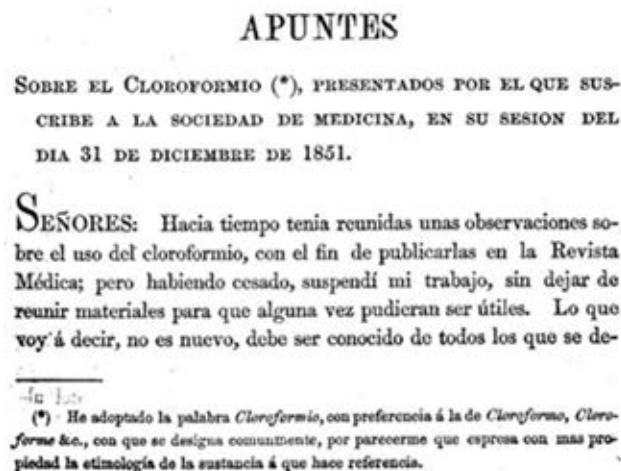 APUNTES
SOBRE EL CLOROFORMIO (*), PRESENTADOS POR EL QUE SUS-
CRIBE A LA SOCIEDAD DE MEDICINA, EN SU SESION DEL
DIA 31 DE DICIEMBRE DE 1851.
SEÑORES: Hacia tiempo tenia reunidas unas observaciones so-
bre el uso del cloroformio, con el fin de publicarlas en la Revista
Médica; pero habiendo cesado, suspendí mi trabajo, sin dejar de
reunir materiales para que alguna vez pudieran ser útiles. Lo que
voy á decir, no es nuevo, debe ser conocido de todos los que se de-
(*) He adoptado la palabra Cloroformio, con preferencia á la de Cloroformo, Cloro-
forme &c., con que se designa comunmente, por parecerme que espresa con mas pro-
piedad la etimología de la sustancia á que hace referencia.